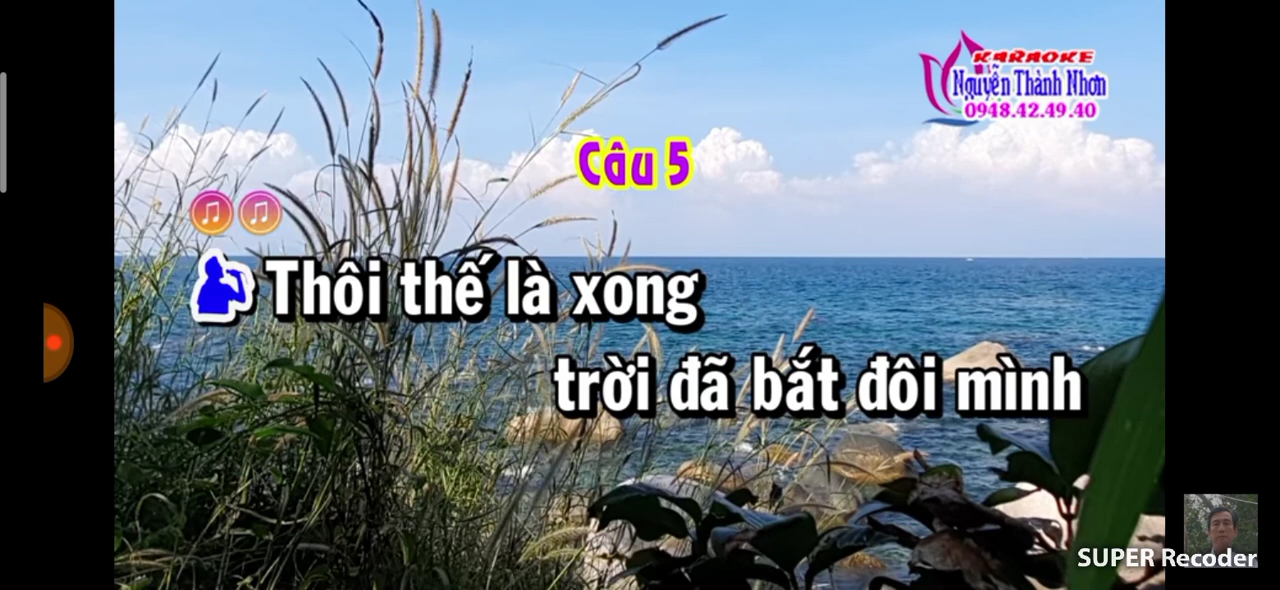 KARAOKE
Nguyễn Thành Nhơn
0948.42.49.40
Câu 5
Thôi thế là xong
trời đã bắt đôi mình
SUPER Recoder